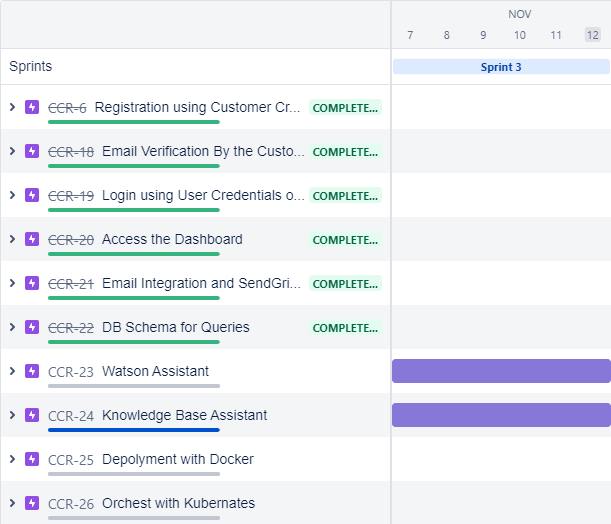 NOV
7 8 9 10 11 12
Sprints
Sprint 3
CCR-6 Registration using Customer Cr... COMPLETE...
CCR-18 Email Verification By the Custo... COMPLETE...
CCR-19 Login using User Credentials o... COMPLETE...
CCR-20 Access the Dashboard COMPLETE...
CCR-21 Email Integration and SendGri... COMPLETE...
CCR-22 DB Schema for Queries COMPLETE...
CCR-23 Watson Assistant
CCR-24 Knowledge Base Assistant
CCR-25 Depolyment with Docker
CCR-26 Orchest with Kubernates